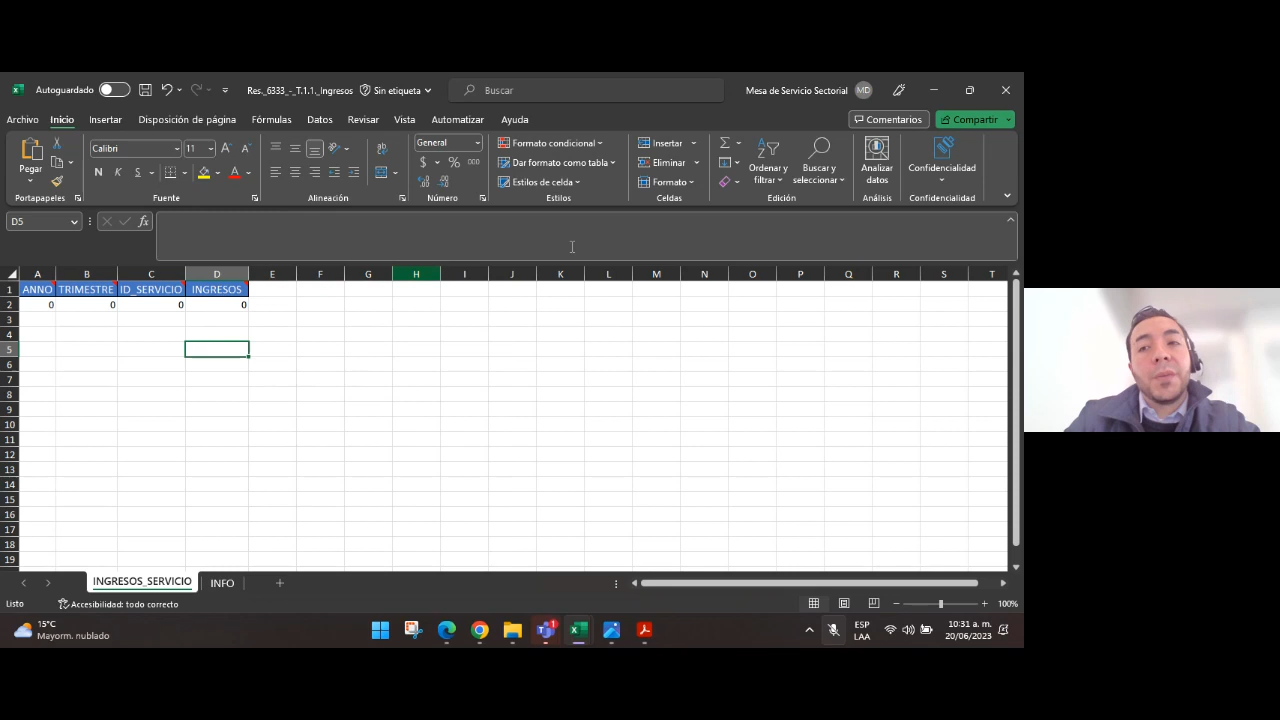 Autoguardado Res._6333_-_T.1.1._Ingresos Sin etiqueta Buscar Mesa de Servicio Sectorial MD
Archivo Inicio Insertar Disposición de página Fórmulas Datos Revisar Vista Automatizar Ayuda Comentarios Compartir
Pegar
Portapapeles
Calibri 11
N K S
Fuente
Alineación
General
$ % 000
Número
Formato condicional
Dar formato como tabla
Estilos de celda
Estilos
Insertar
Eliminar
Formato
Celdas
Ordenar y filtrar
Buscar y seleccionar
Edición
Analizar datos
Análisis
Confidencialidad
Confidencialidad
D5 fx
A B C D E F G H I J K L M N O P Q R S T
1 ANNO TRIMESTRE ID_SERVICIO INGRESOS
2 0 0 0 0
3
4
5
6
7
8
9
10
11
12
13
14
15
16
17
18
19
INGRESOS_SERVICIO INFO
Listo Accesibilidad: todo correcto 100%
15°C
Mayorm. nublado
1
ESP
LAA
10:31 a. m.
20/06/2023